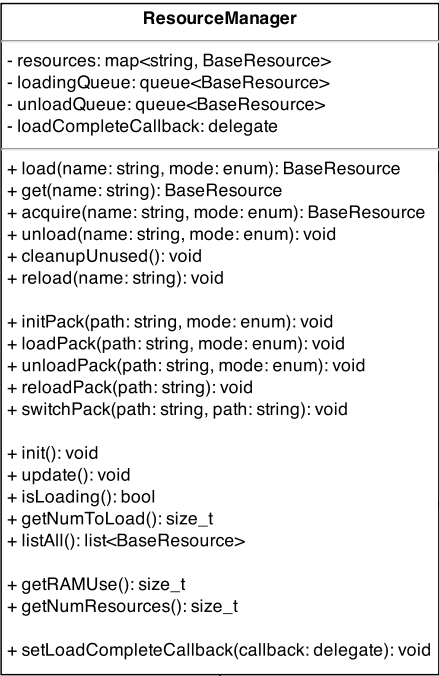 ResourceManager
- resources: map<string, BaseResource>
- loadingQueue: queue<BaseResource>
- unloadQueue: queue<BaseResource>
- loadCompleteCallback: delegate
+ load(name: string, mode: enum): BaseResource
+ get(name: string): BaseResource
+ acquire(name: string, mode: enum): BaseResource
+ unload(name: string, mode: enum): void
+ cleanupUnused(): void
+ reload(name: string): void
+ initPack(path: string, mode: enum): void
+ loadPack(path: string, mode: enum): void
+ unloadPack(path: string, mode: enum): void
+ reloadPack(path: string): void
+ switchPack(path: string, path: string): void
+ init(): void
+ update(): void
+ isLoading(): bool
+ getNumToLoad(): size_t
+ listAll(): list<BaseResource>
+ getRAMUse(): size_t
+ getNumResources(): size_t
+ setLoadCompleteCallback(callback: delegate): void